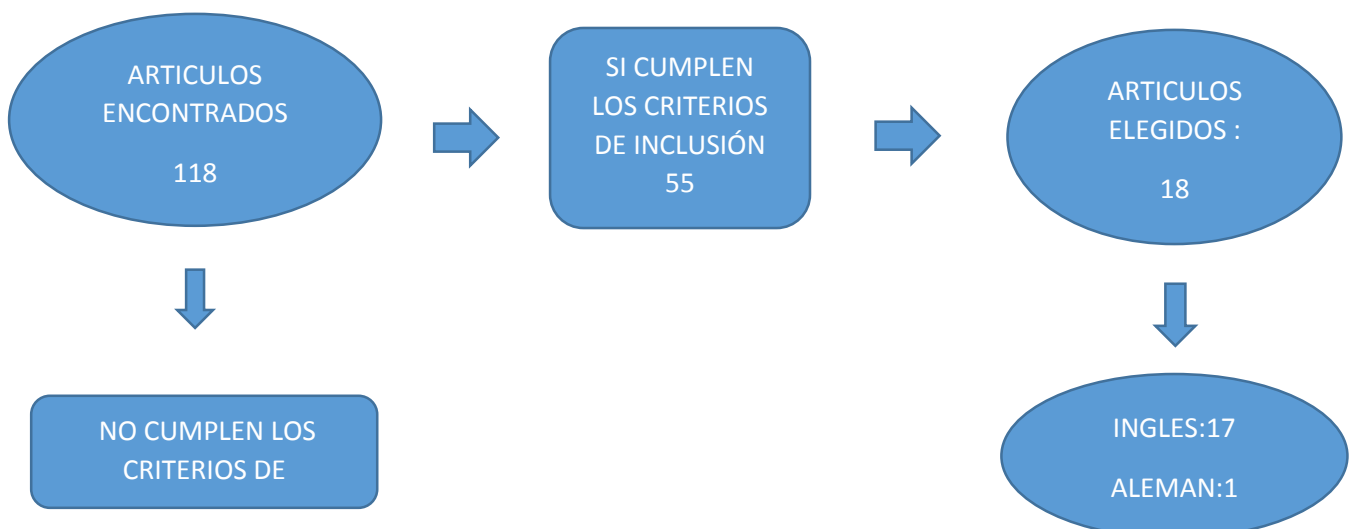 ARTICULOS
ENCONTRADOS
118
SI CUMPLEN
LOS CRITERIOS
DE INCLUSIÓN
55
ARTICULOS
ELEGIDOS :
18
NO CUMPLEN LOS
CRITERIOS DE
INGLES:17
ALEMAN:1